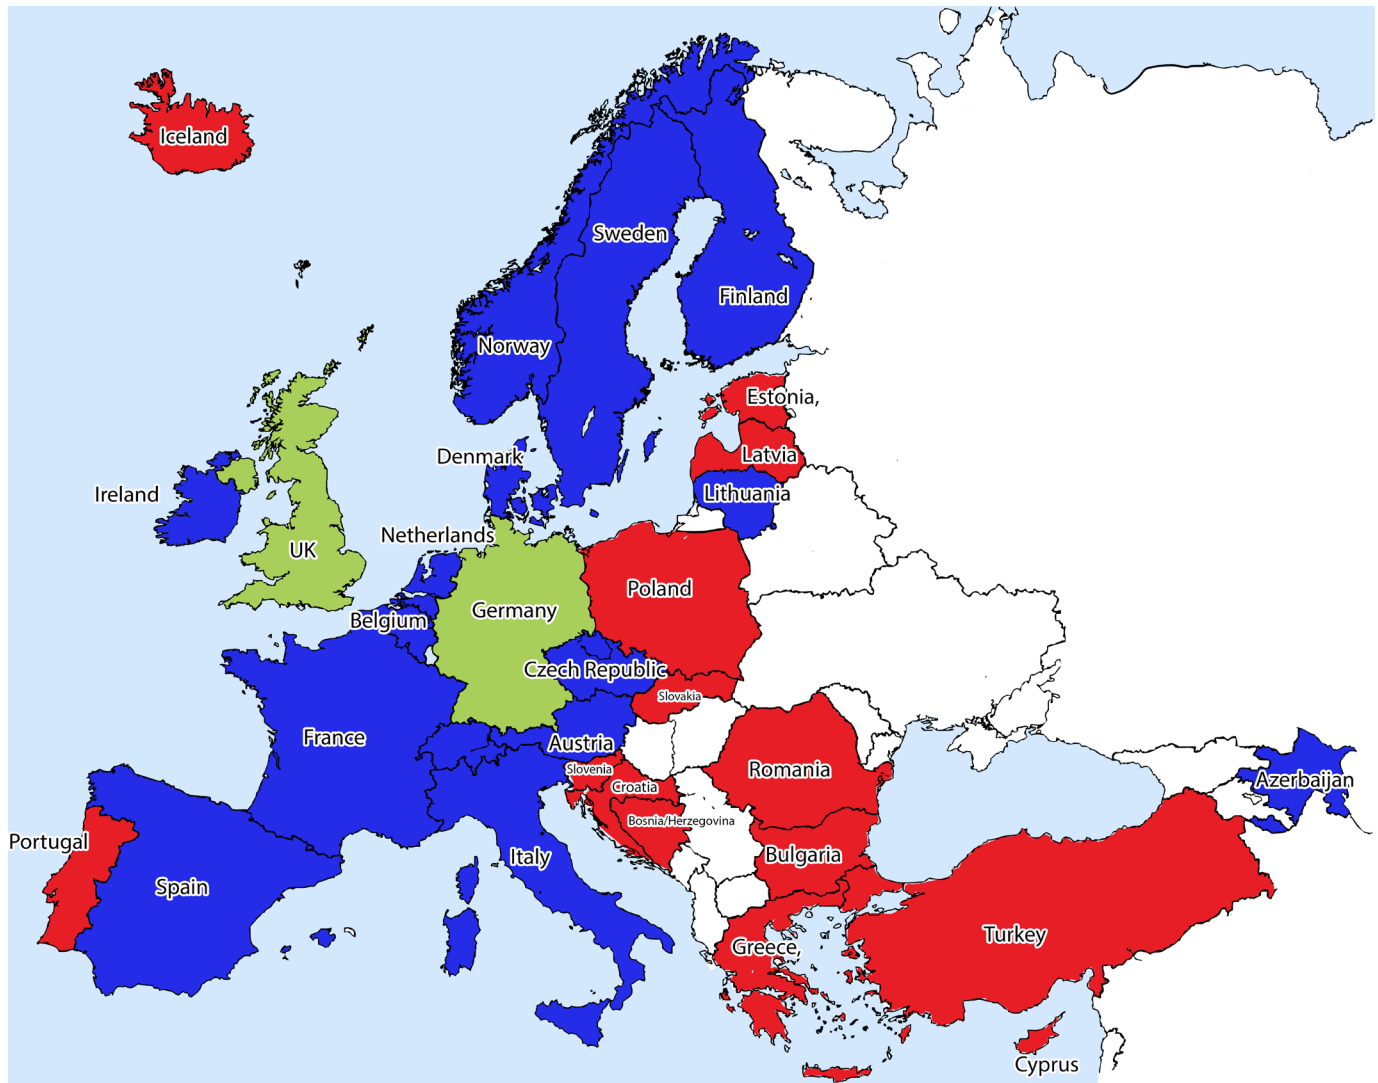 Iceland
Sweden
Finland
Norway
Estonia,
Denmark
Latvia
Ireland
Lithuania
Netherlands
UK
Poland
Germany
Belgium
Czech Republic
Slovakia
France
Austria
Slovenia
Romania
Azerbaijan
Croatia
Bosnia/Herzegovina
Portugal
Italy
Bulgaria
Spain
Turkey
Greece,
Cyprus